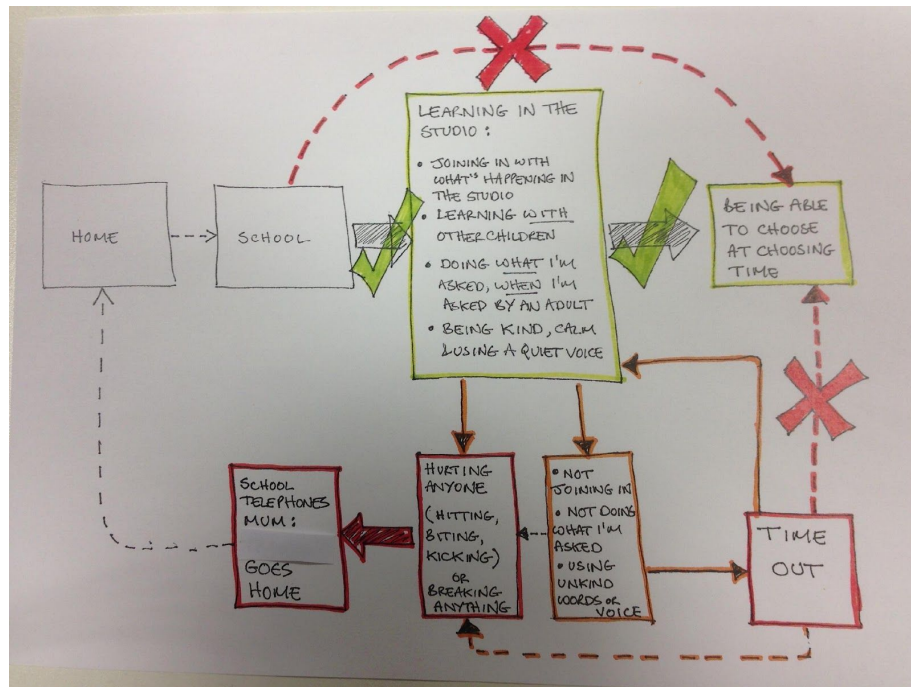 LEARNING IN THE
STUDIO:
• JOINING IN WITH
WHAT'S HAPPENING IN
THE STUDIO
• LEARNING WITH
OTHER CHILDREN
• DOING WHAT I'M
ASKED, WHEN I'M
ASKED BY AN ADULT
• BEING KIND, CALM
& USING A QUIET VOICE
HOME
SCHOOL
BEING ABLE
TO CHOOSE
AT CHOOSING
TIME
SCHOOL
TELEPHONES
MUM:
GOES
HOME
HURTING
ANYONE
(HITTING,
BITING,
KICKING)
or
BREAKING
ANYTHING
• NOT
JOINING IN
• NOT DOING
WHAT I'M
ASKED
• USING
UNKIND
WORDS or
VOICE
TIME
OUT